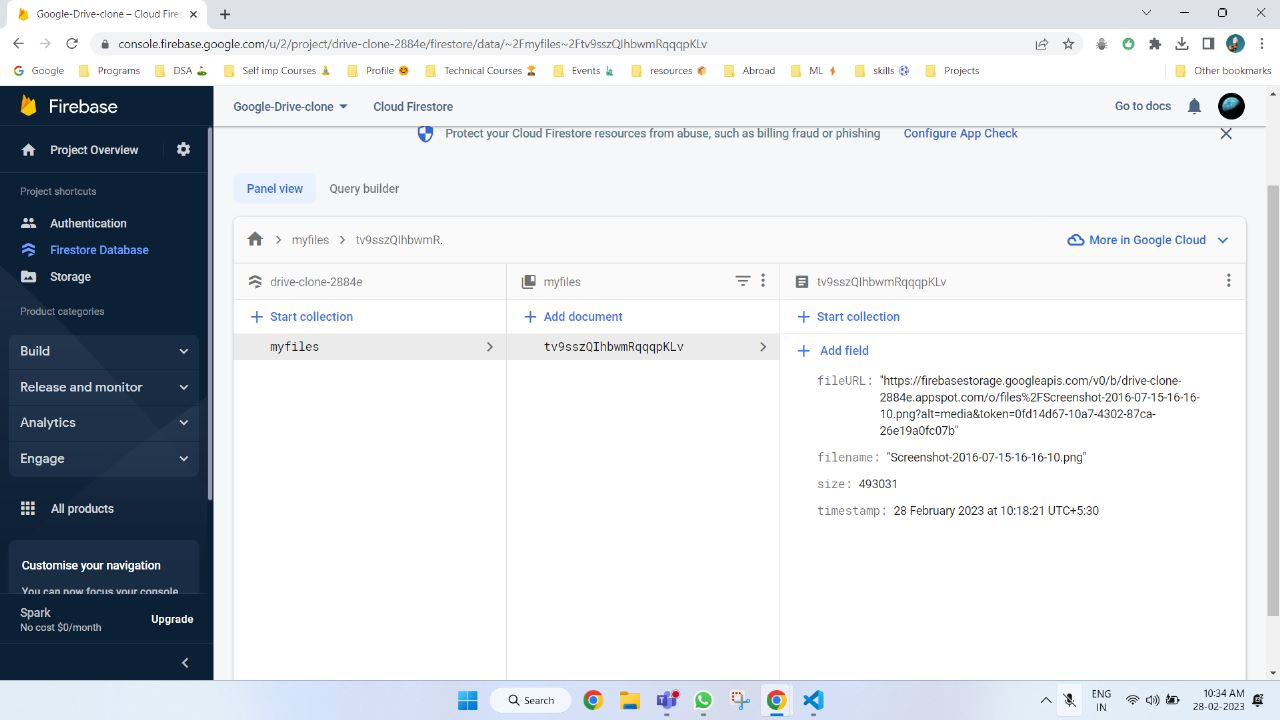 Google-Drive-clone – Cloud Fires
console.firebase.google.com/u/2/project/drive-clone-2884e/firestore/data/~2Fmyfiles~2Ftv9sszQIhbwmRqqqpKLv
Google Programs DSA Self imp Courses Profile Technical Courses Events resources Abroad ML skills Projects Other bookmarks
Firebase
Google-Drive-clone Cloud Firestore Go to docs
Protect your Cloud Firestore resources from abuse, such as billing fraud or phishing Configure App Check
Project Overview
Project shortcuts
Authentication
Firestore Database
Storage
Product categories
Build
Release and monitor
Analytics
Engage
All products
Customise your navigation
You can now focus your console
Spark
No cost $0/month
Upgrade
Panel view Query builder
myfiles tv9sszQIhbwmR.
More in Google Cloud
drive-clone-2884e
Start collection
myfiles
myfiles
Add document
tv9sszQIhbwmRqqqpKLv
tv9sszQIhbwmRqqqpKLv
Start collection
Add field
fileURL: "https://firebasestorage.googleapis.com/v0/b/drive-clone-
2884e.appspot.com/o/files%2FScreenshot-2016-07-15-16-16-
10.png?alt=media&token=0fd14d67-10a7-4302-87ca-
26e19a0fc07b"
filename: "Screenshot-2016-07-15-16-16-10.png"
size: 493031
timestamp: 28 February 2023 at 10:18:21 UTC+5:30
Search
ENG
IN
10:34 AM
28-02-2023